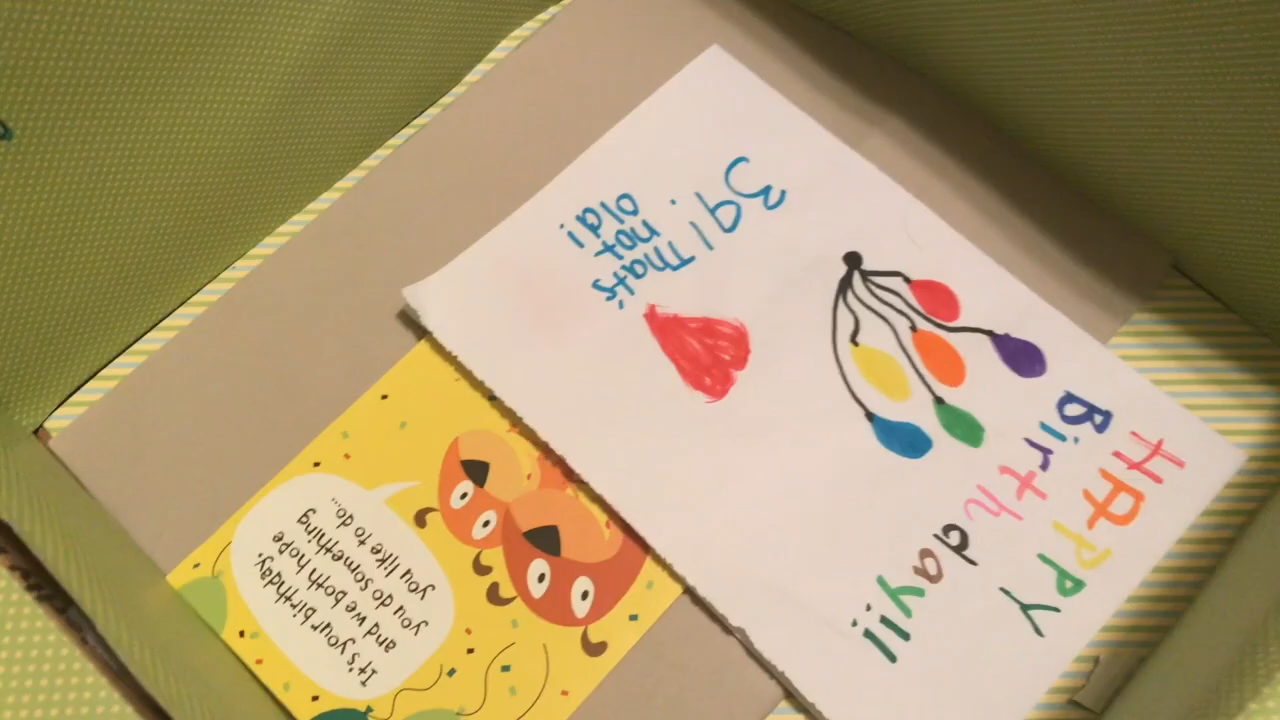 HAPPY
Birthday!!!
39! That's
not
old!
It's your birthday,
and we both hope
you do something
you like to do...